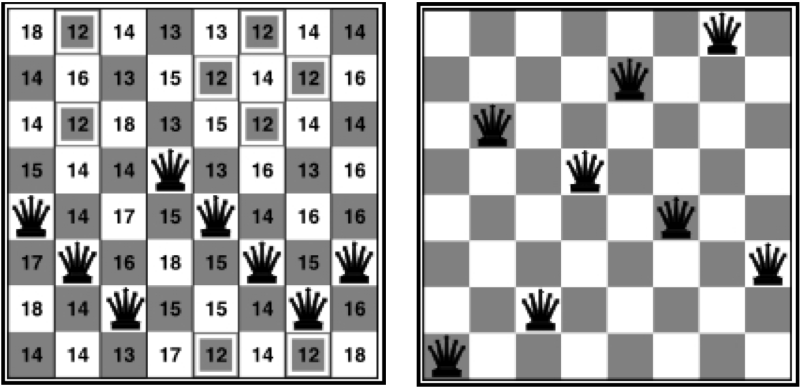 18 12 14 13 13 12 14 14
14 16 13 15 12 14 12 16
14 12 18 13 15 12 14 14
15 14 14 13 16 13 16
14 17 15 14 16 16
17 16 18 15 15
18 14 15 15 14 16
14 14 13 17 12 14 12 18